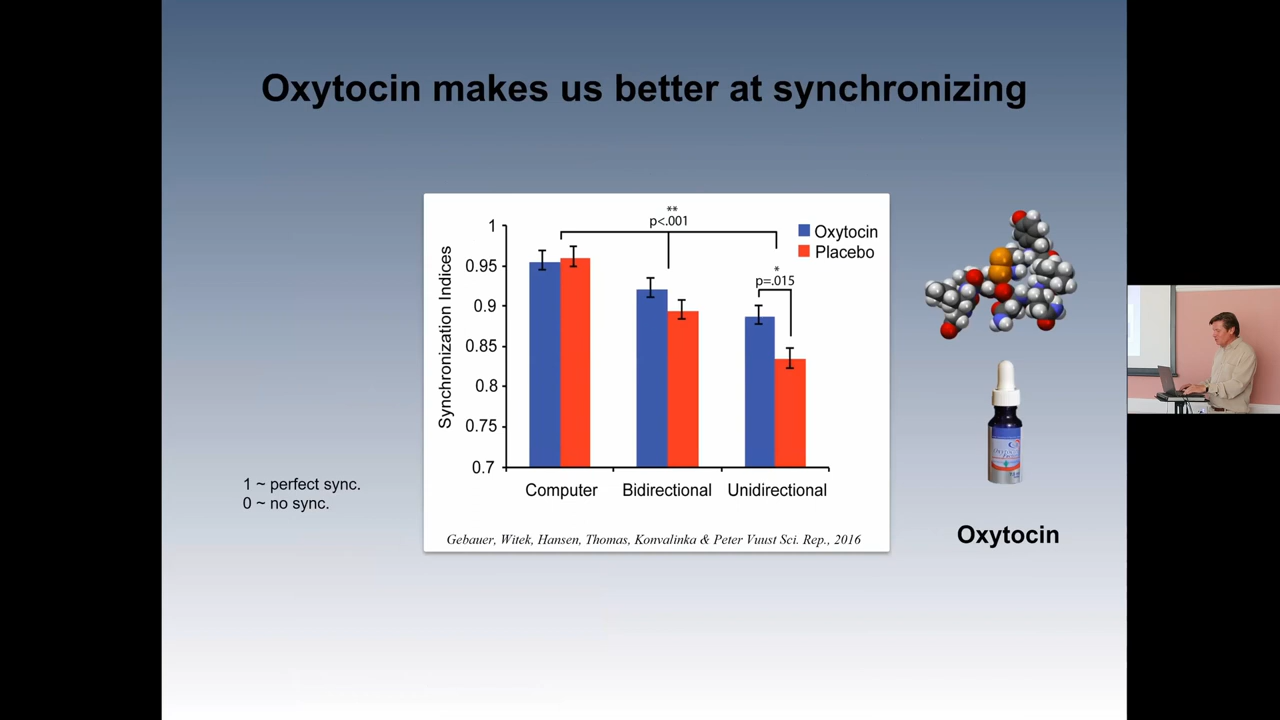 Oxytocin makes us better at synchronizing
**
p<.001
Oxytocin
Placebo
*
p=.015
Synchronization Indices
1
0.95
0.9
0.85
0.8
0.75
0.7
Computer
Bidirectional
Unidirectional
Gebauer, Witek, Hansen, Thomas, Konvalinka & Peter Vuust Sci. Rep., 2016
1 ~ perfect sync.
0 ~ no sync.
Oxytocin